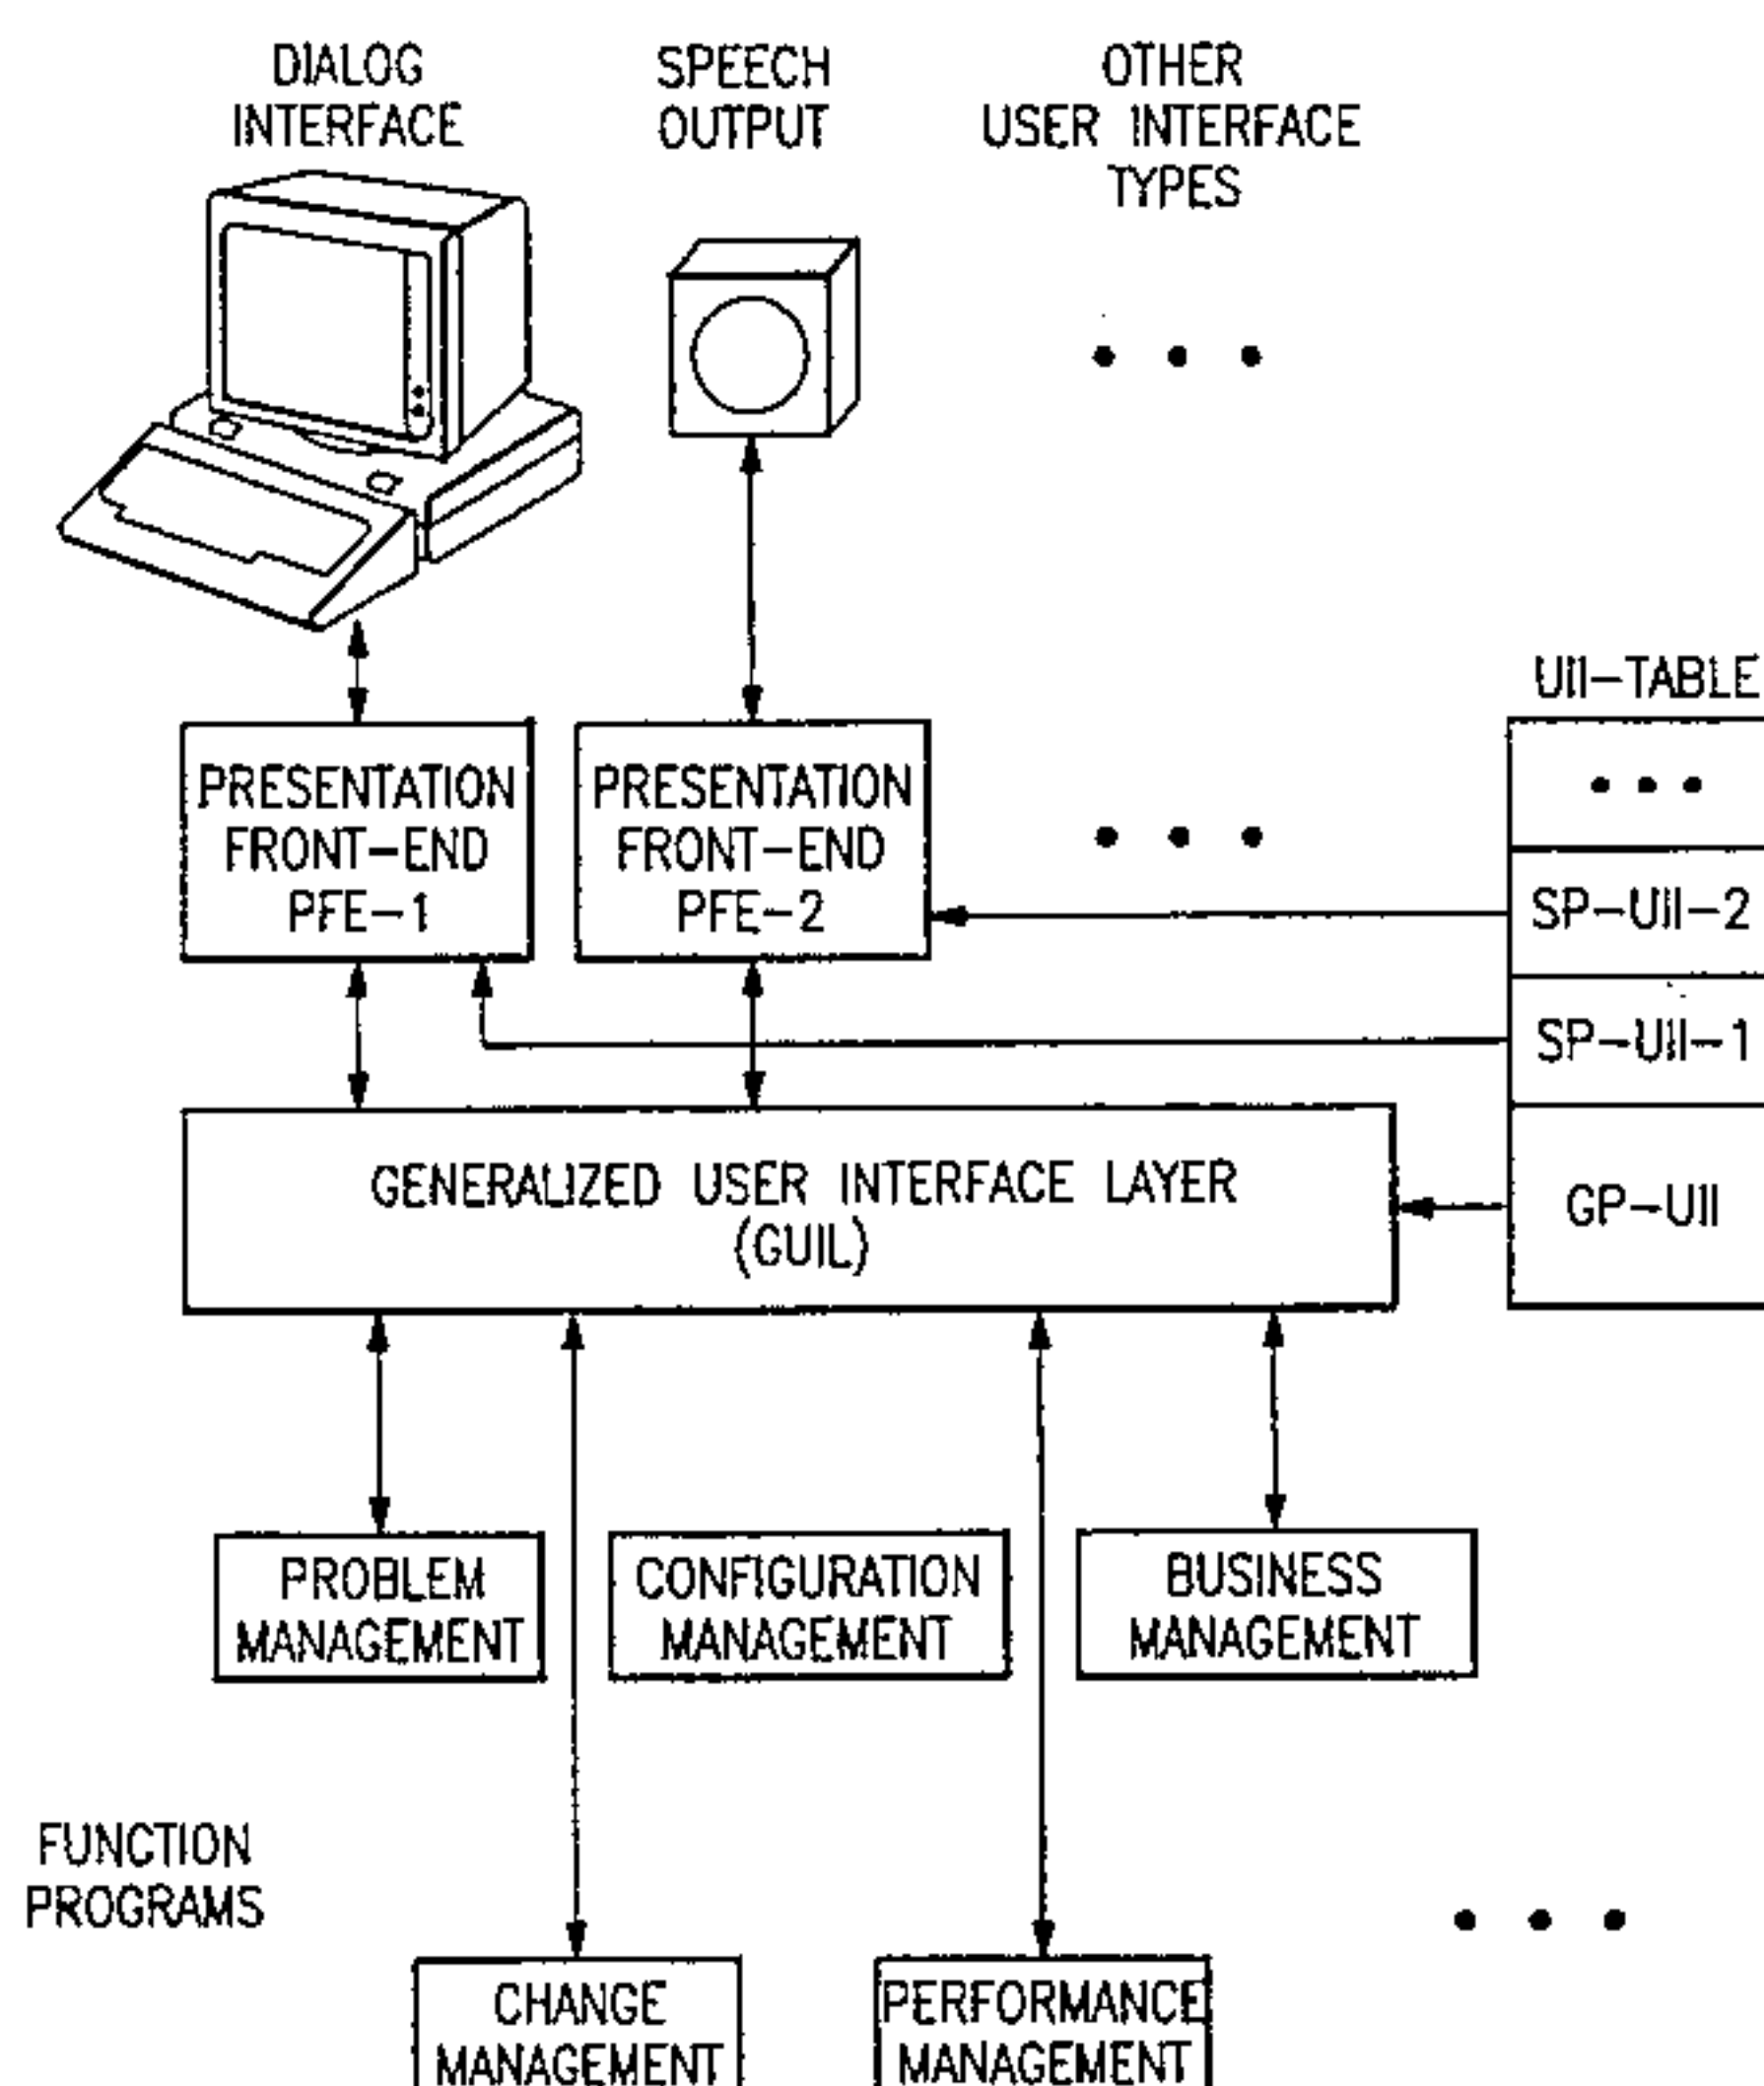 DIALOG
INTERFACE
SPEECH
OUTPUT
OTHER
USER INTERFACE
TYPES
UII-TABLE
PRESENTATION
FRONT-END
PFE-1
PRESENTATION
FRONT-END
PFE-2
SP-UII-2
SP-UII-1
GENERALIZED USER INTERFACE LAYER
(GUIL)
GP-UII
PROBLEM
MANAGEMENT
CONFIGURATION
MANAGEMENT
BUSINESS
MANAGEMENT
FUNCTION
PROGRAMS
CHANGE
MANAGEMENT
PERFORMANCE
MANAGEMENT